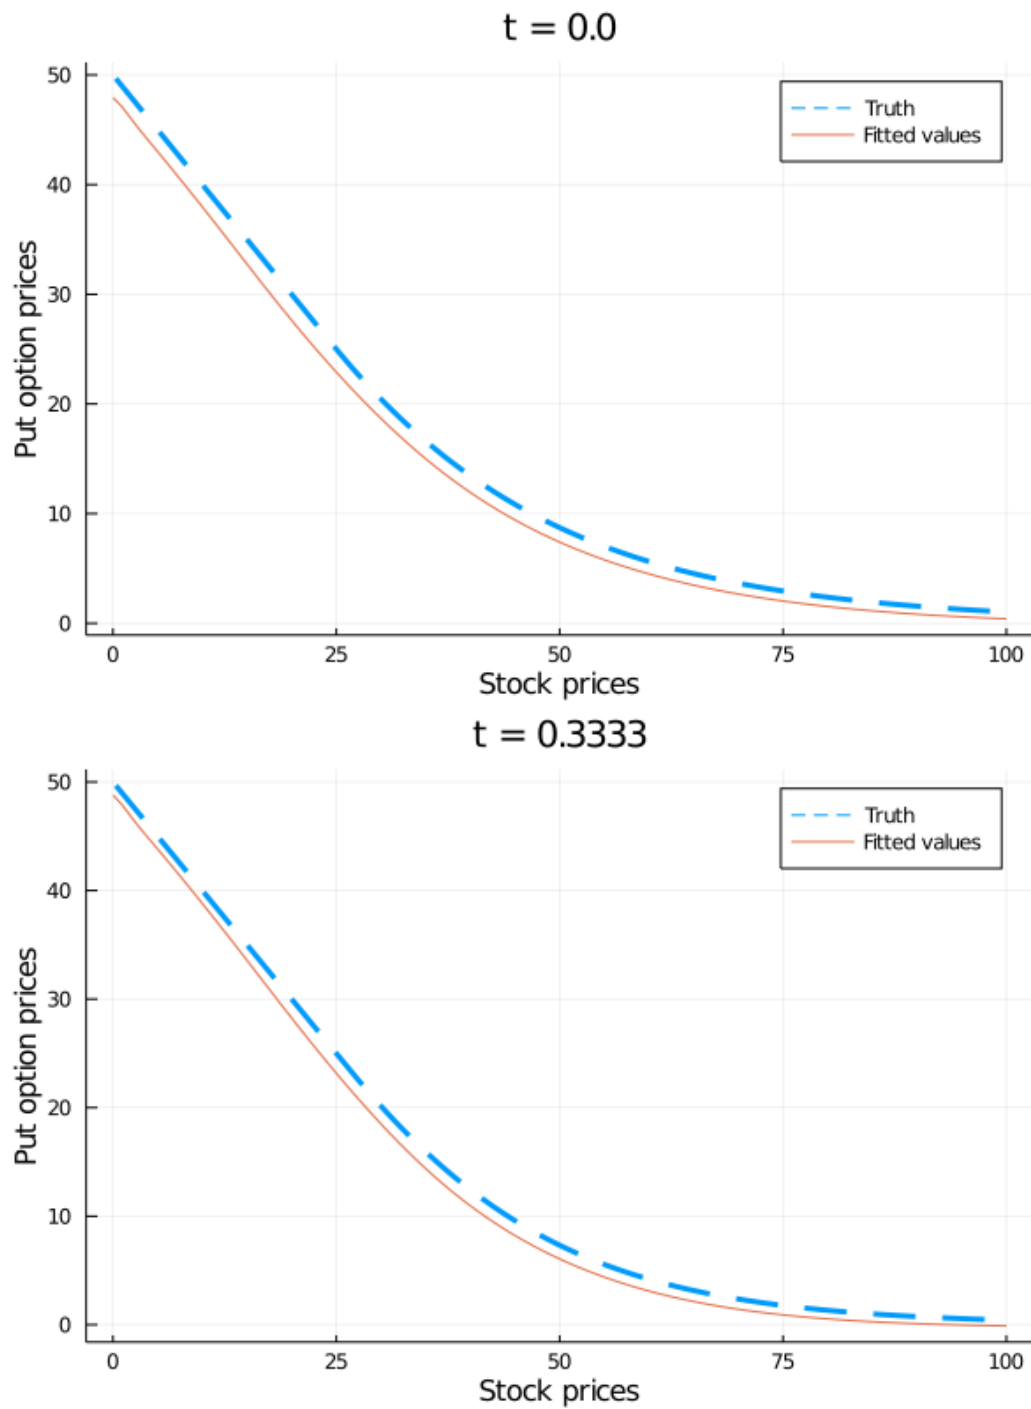 t = 0.0
50
40
30
20
10
0
Put option prices
Truth
Fitted values
0 25 50 75 100
Stock prices
t = 0.3333
50
40
30
20
10
0
Put option prices
Truth
Fitted values
0 25 50 75 100
Stock prices